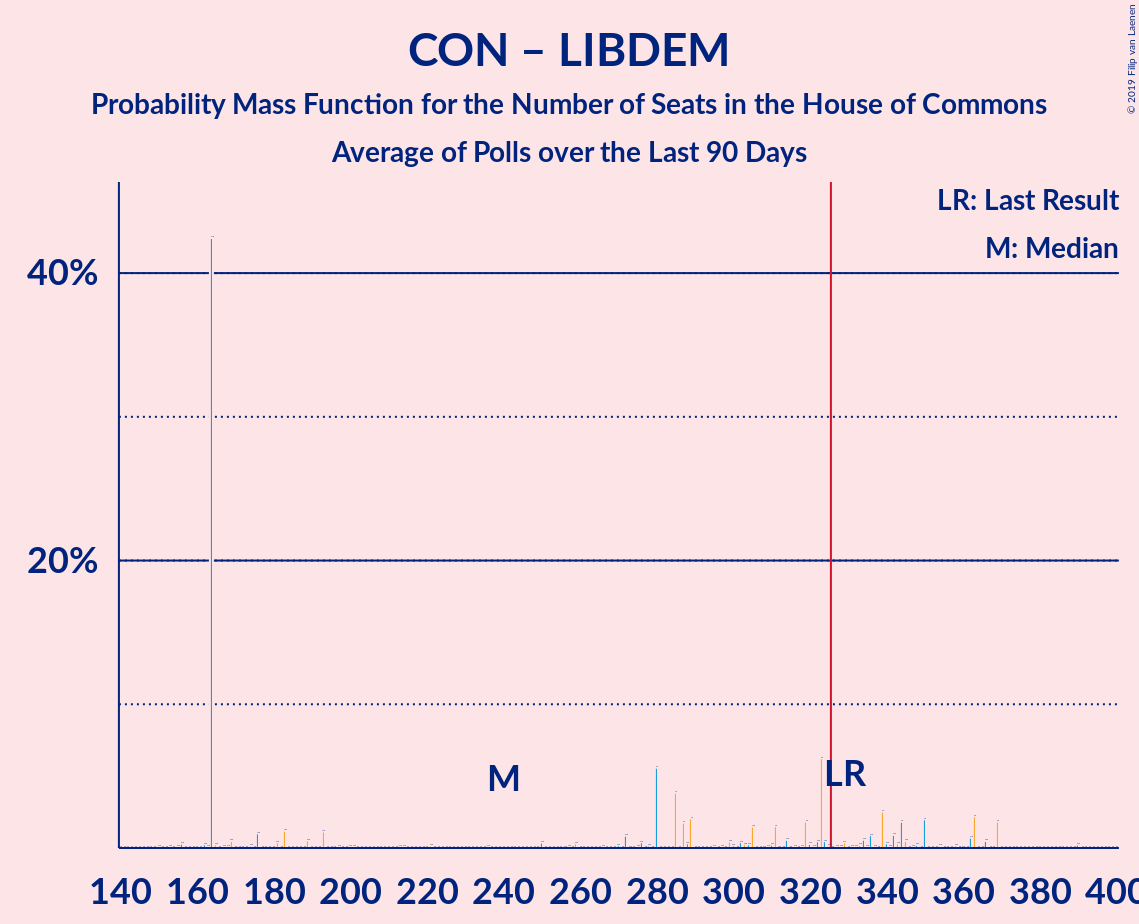 CON – LIBDEM
Probability Mass Function for the Number of Seats in the House of Commons
Average of Polls over the Last 90 Days
© 2019 Filip van Laenen
LR: Last Result
M: Median
40%
20%
M
LR
140 160 180 200 220 240 260 280 300 320 340 360 380 400